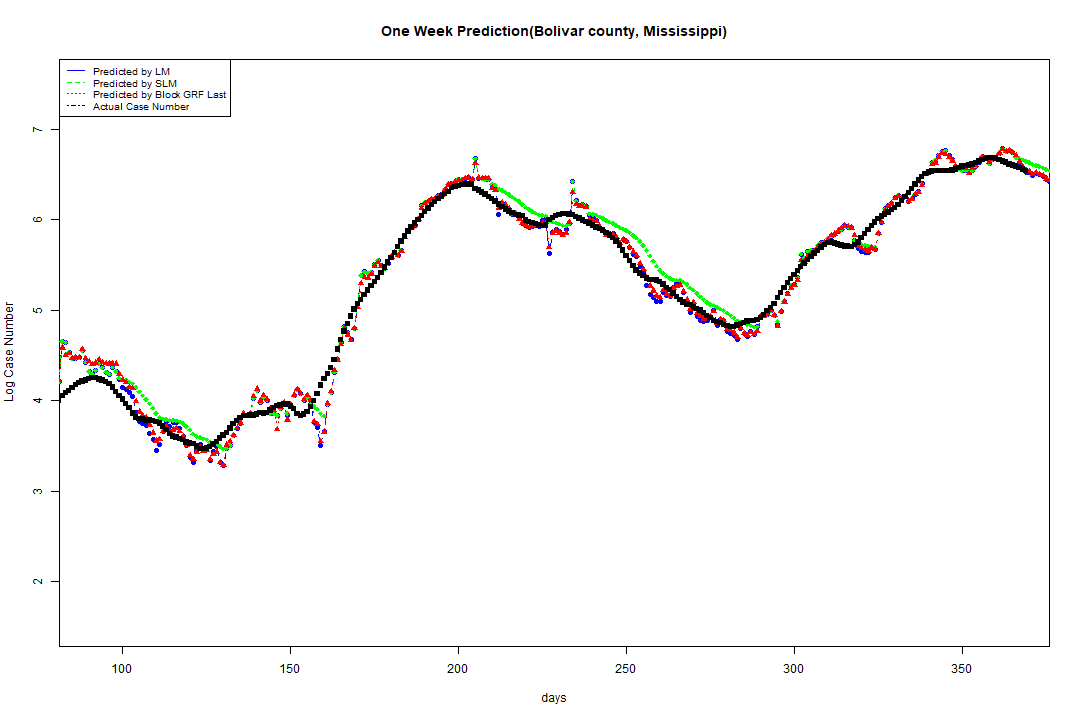 One Week Prediction(Bolivar county, Mississippi)
Predicted by LM
Predicted by SLM
Predicted by Block GRF Last
Actual Case Number
Log Case Number
7
6
5
4
3
2
100 150 200 250 300 350
days